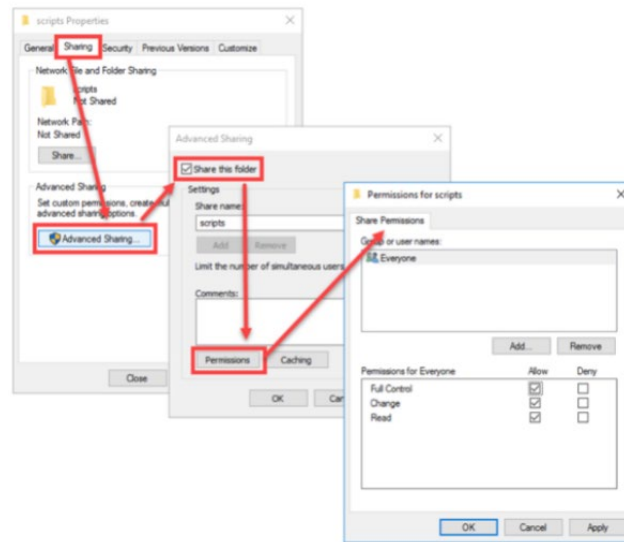 scripts Properties
General Sharing Security Previous Versions Customize
Network File and Folder Sharing
scripts
Not Shared
Network Path:
Not Shared
Share...
Advanced Sharing
Set custom permissions, create mul
advanced sharing options.
Advanced Sharing...
Close
Advanced Sharing
Share this folder
Settings
Share name:
scripts
Add Remove
Limit the number of simultaneous users
Comments:
Permissions Caching
OK Can
Permissions for scripts
Share Permissions
Group or user names:
Everyone
Add... Remove
Permissions for Everyone Allow Deny
Full Control
Change
Read
OK Cancel Apply